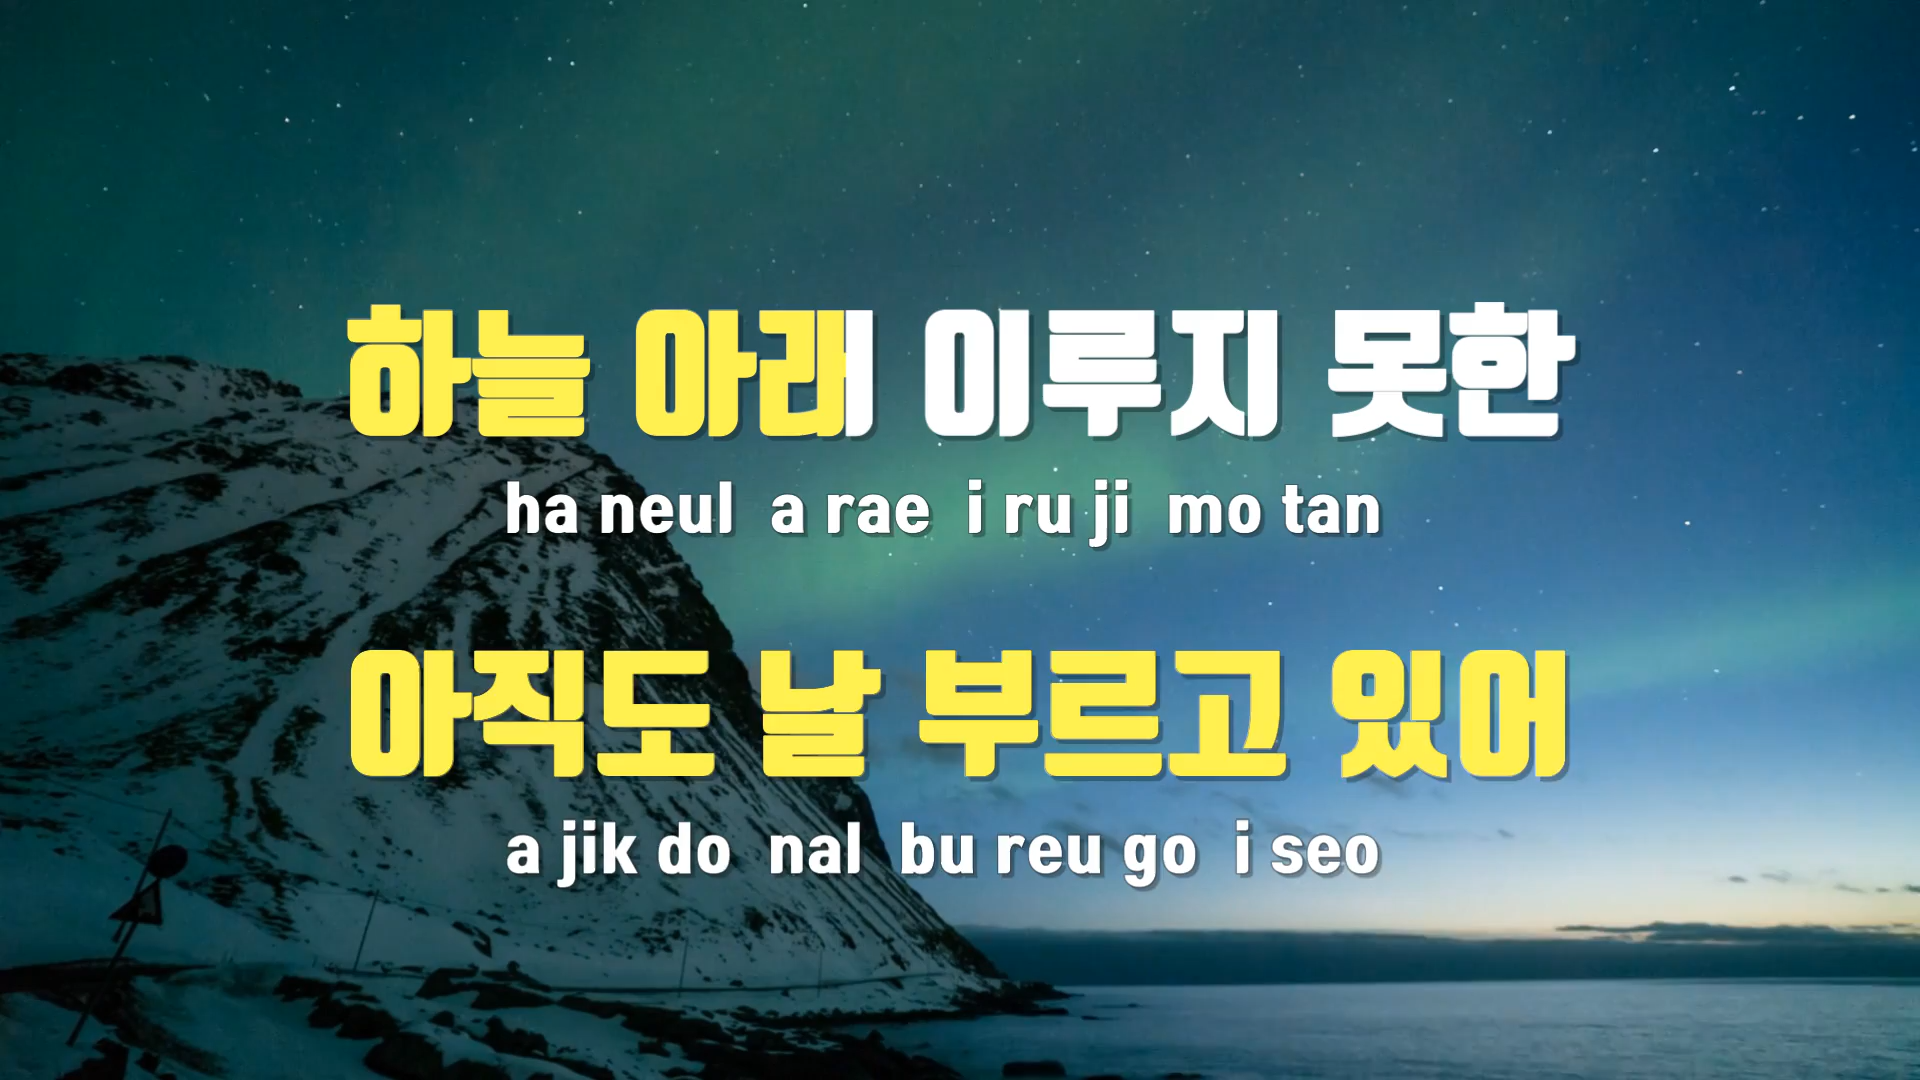 하늘 아래 이루지 못한
ha neul a rae i ru ji mo tan
아직도 날 부르고 있어
a jik do nal bu reu go i seo